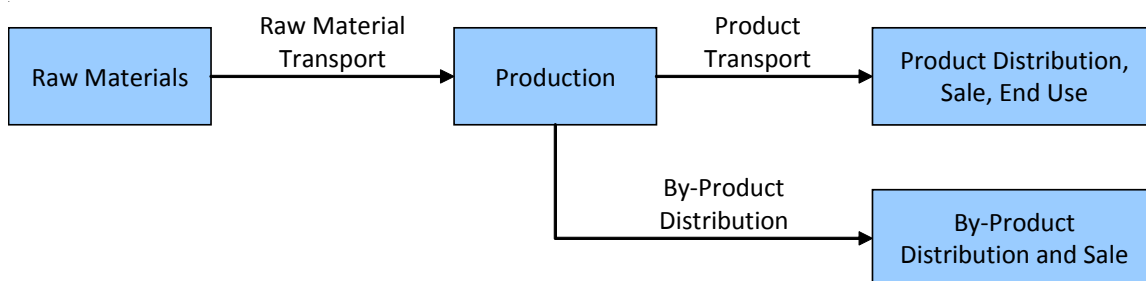 Raw Materials
Raw Material
Transport
Production
Product
Transport
Product Distribution,
Sale, End Use
By-Product
Distribution
By-Product
Distribution and Sale